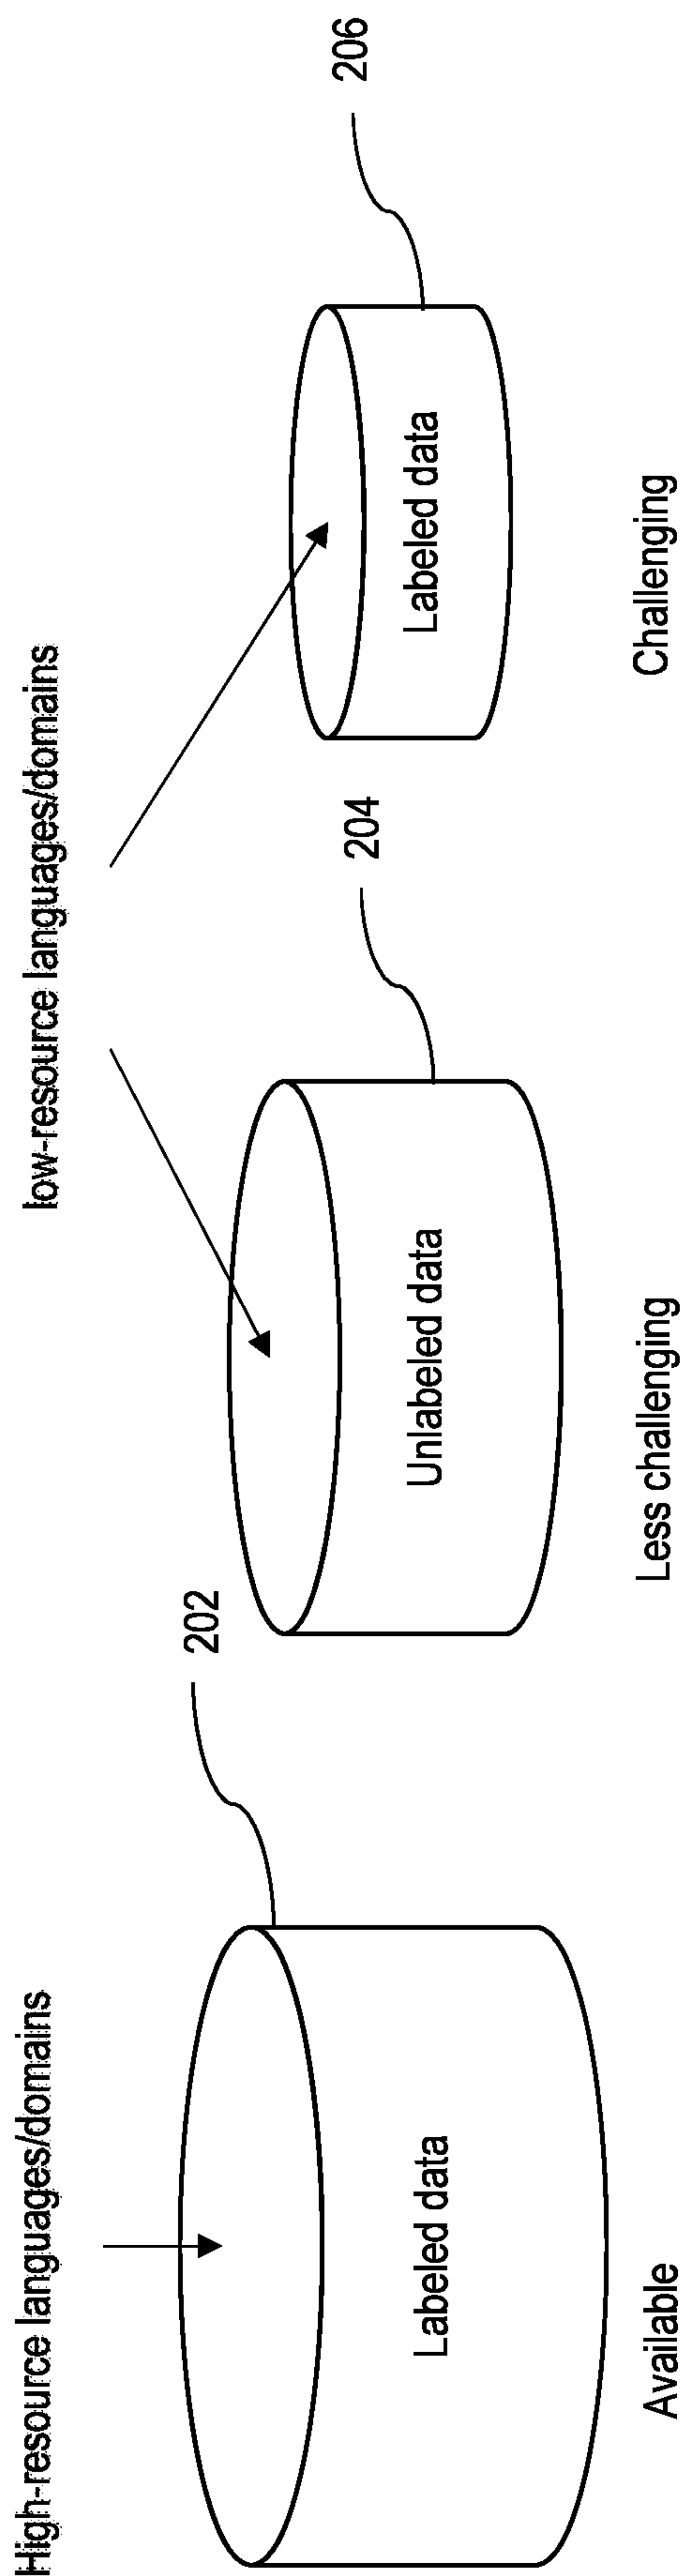 High-resource languages/domains
low-resource languages/domains
202
204
206
Labeled data
Unlabeled data
Labeled data
Available
Less challenging
Challenging